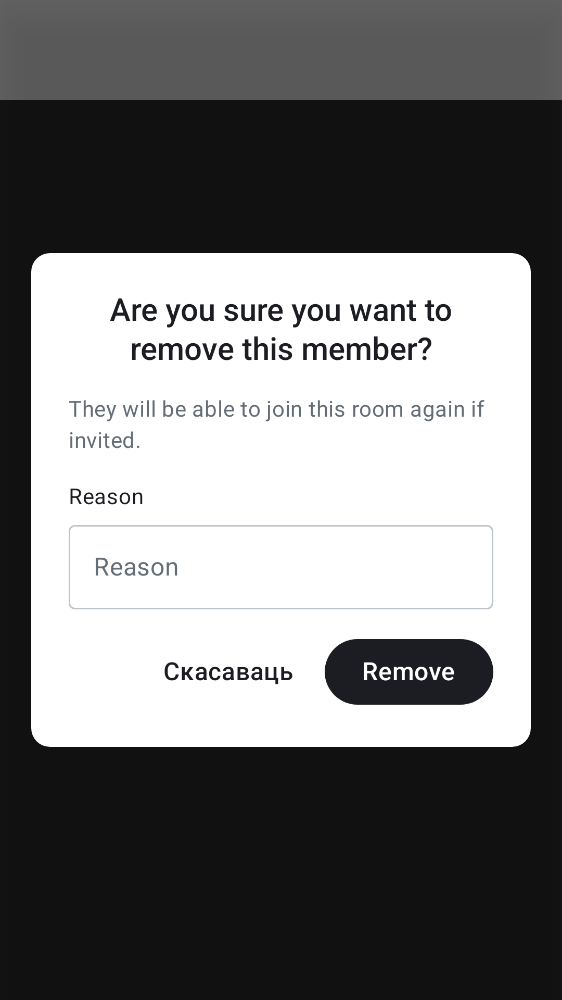 Are you sure you want to
remove this member?
They will be able to join this room again if
invited.
Reason
Reason
Скасаваць
Remove